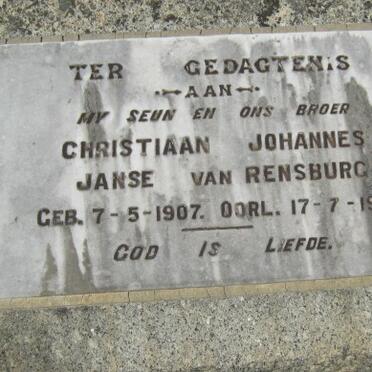 TER GEDAGTENIS
AAN
MY SEUN EN ONS BROER
CHRISTIAAN JOHANNES
JANSE VAN RENSBURG
GEB. 7-5-1907. OORL. 17-7-19
GOD IS LIEFDE.